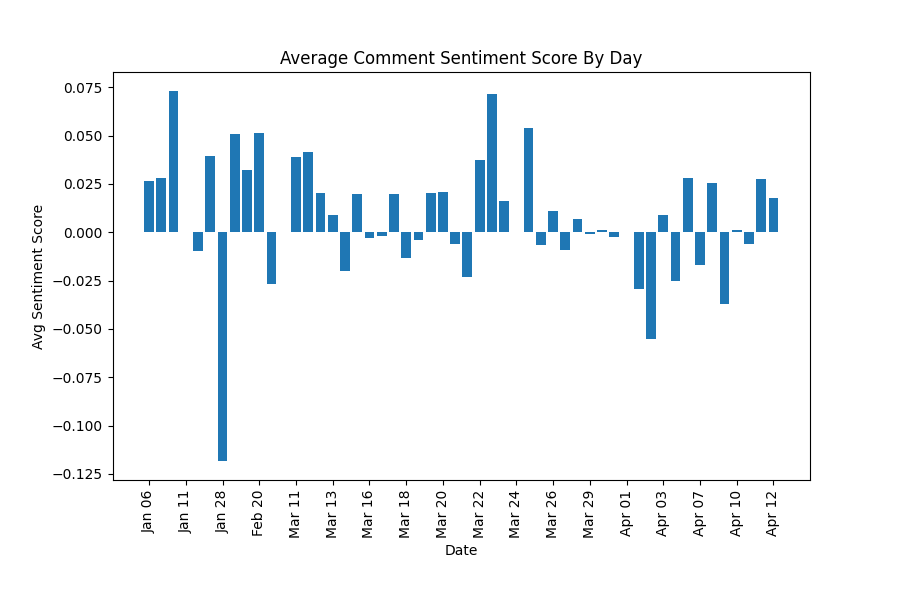 Average Comment Sentiment Score By Day
Avg Sentiment Score
0.075
0.050
0.025
0.000
−0.025
−0.050
−0.075
−0.100
−0.125
Jan 06
Jan 11
Jan 28
Feb 20
Mar 11
Mar 13
Mar 16
Mar 18
Mar 20
Mar 22
Mar 24
Mar 26
Mar 29
Apr 01
Apr 03
Apr 07
Apr 10
Apr 12
Date